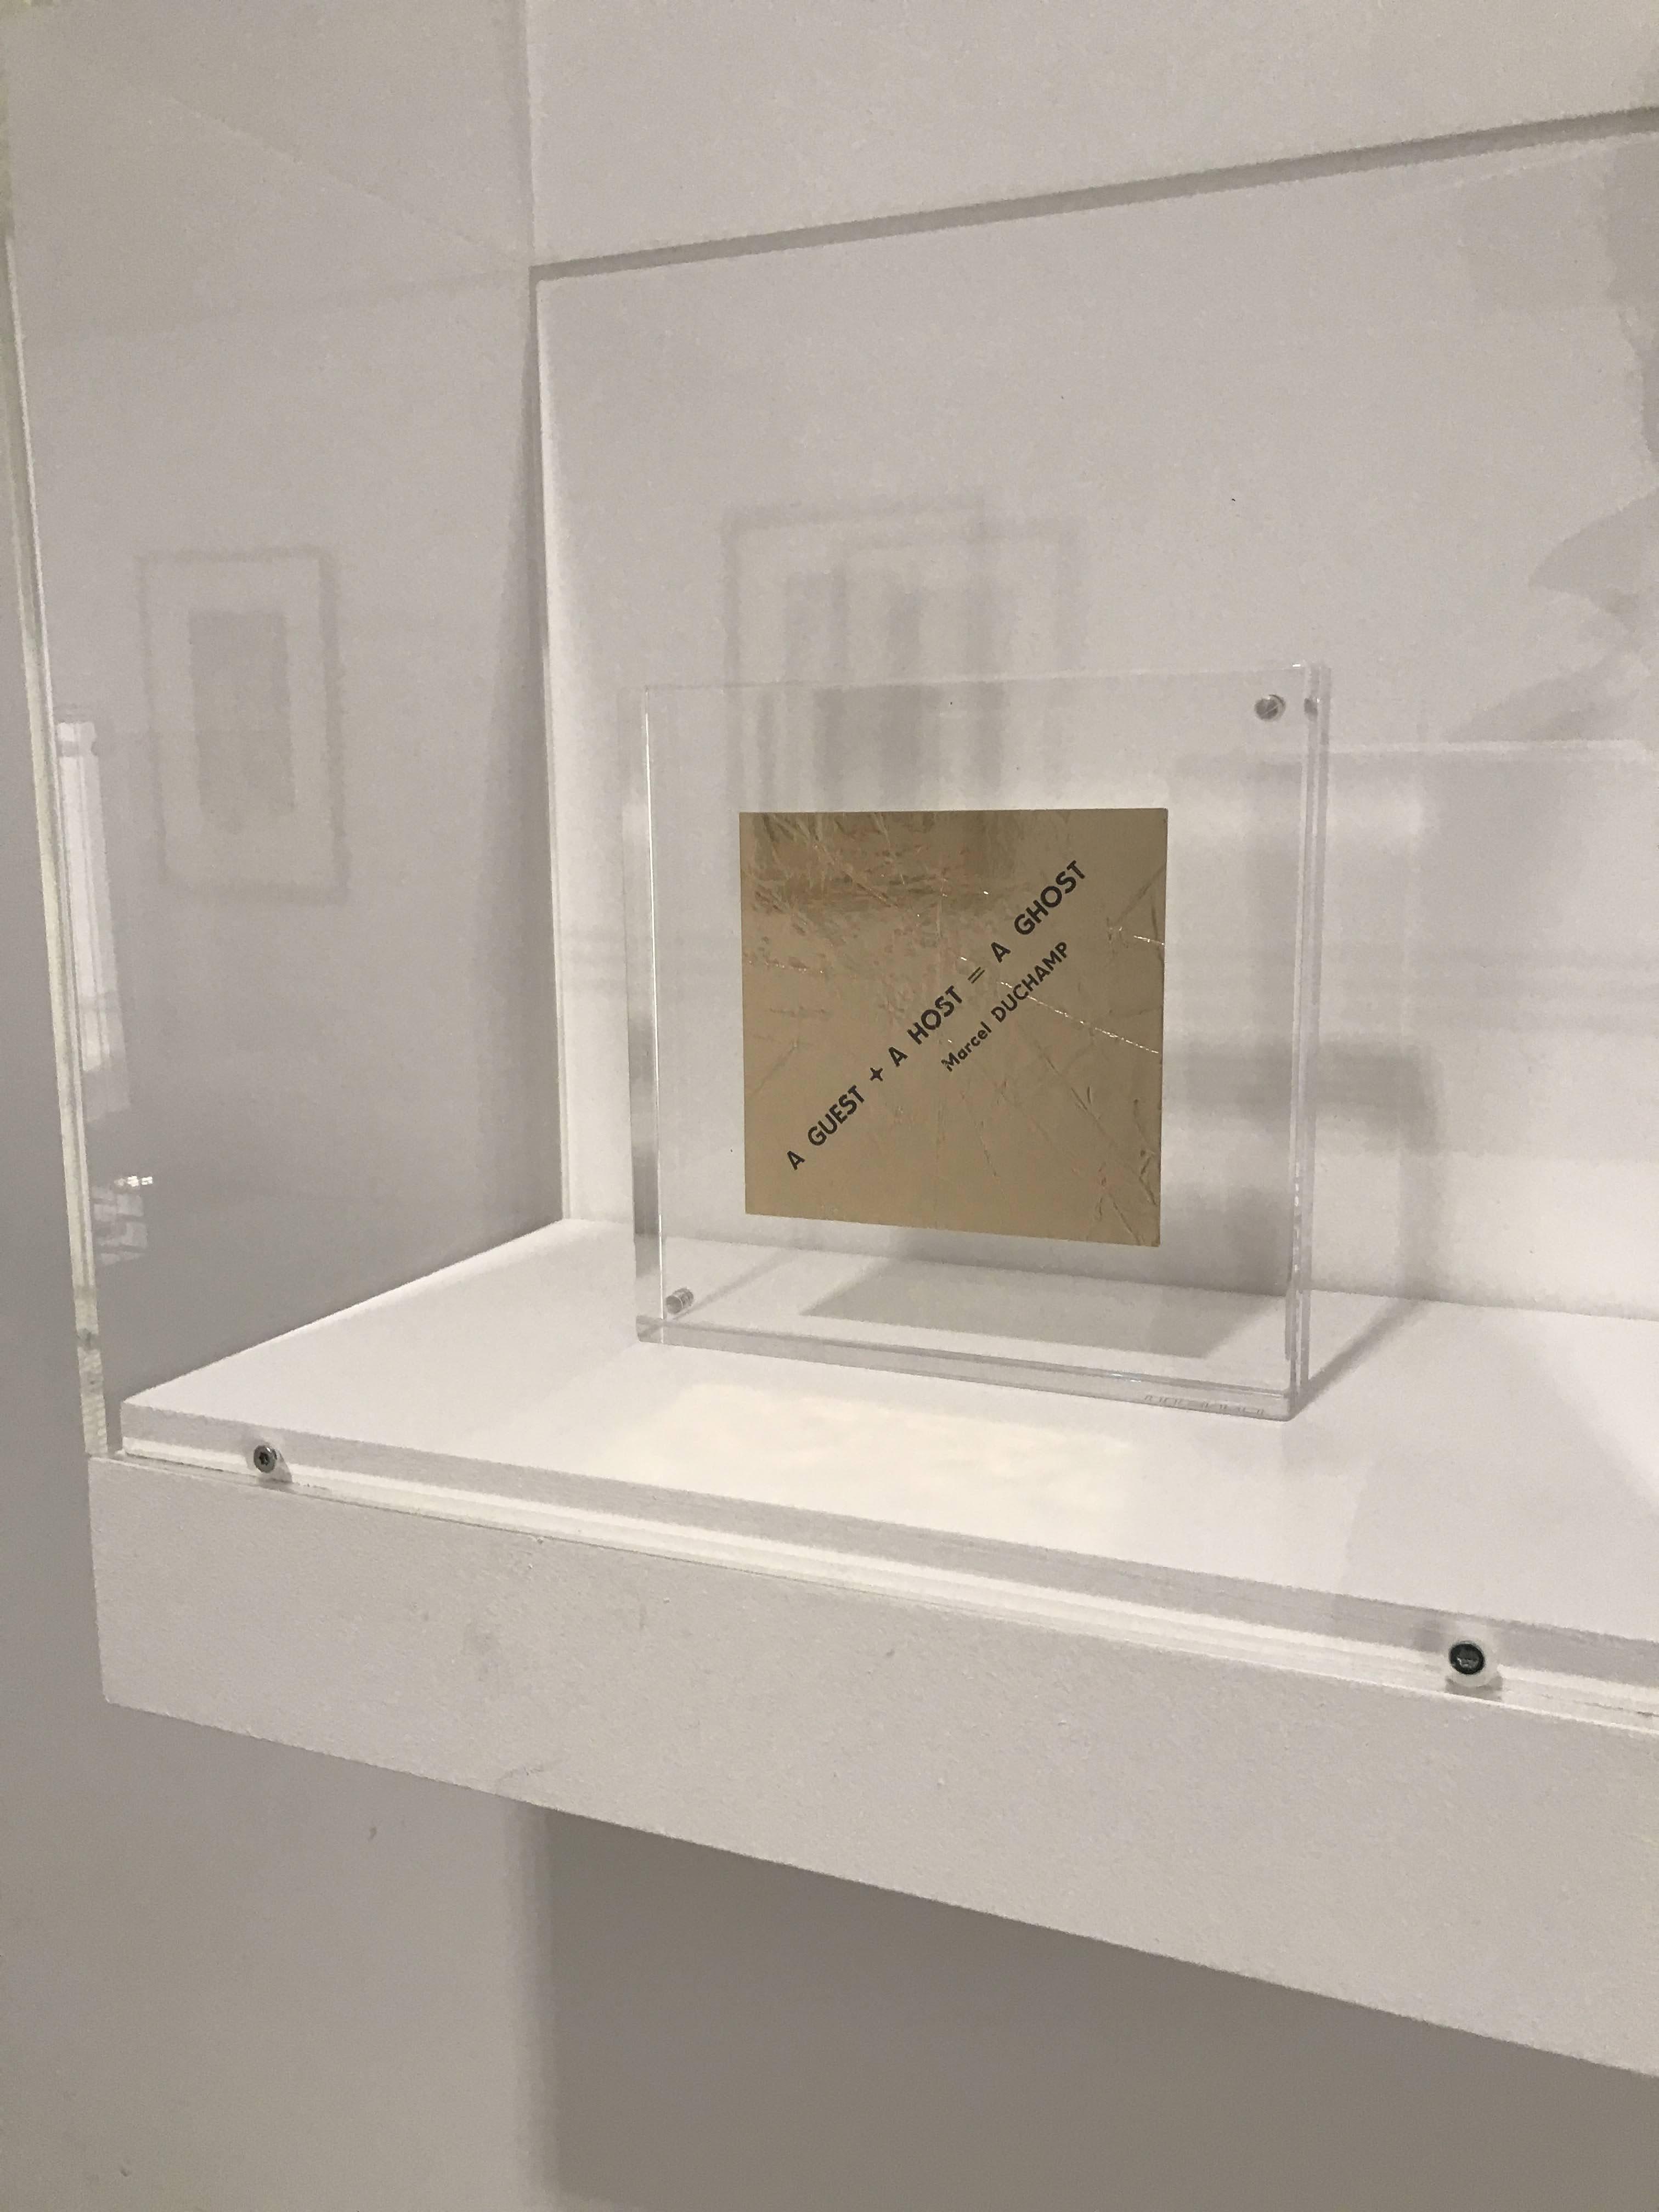 A GUEST + A HOST = A GHOST
Marcel DUCHAMP